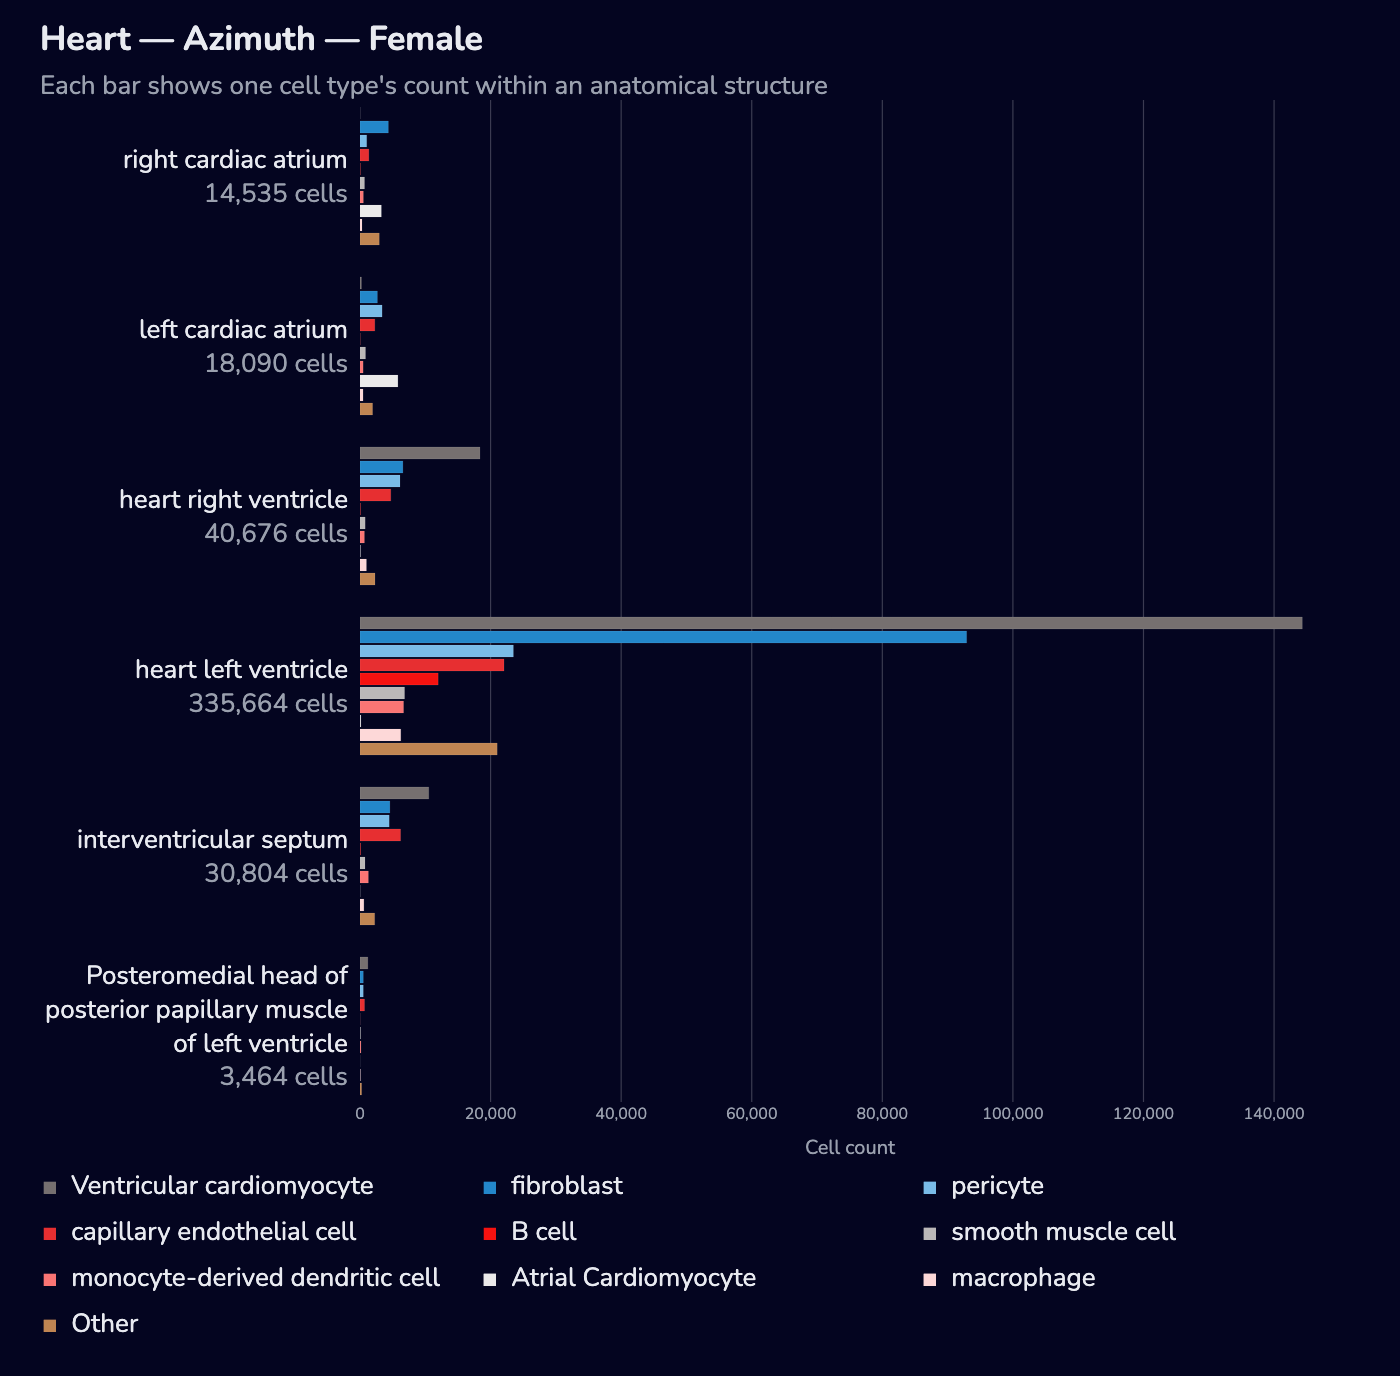 Heart — Azimuth — Female
Each bar shows one cell type's count within an anatomical structure
right cardiac atrium
14,535 cells
left cardiac atrium
18,090 cells
heart right ventricle
40,676 cells
heart left ventricle
335,664 cells
interventricular septum
30,804 cells
Posteromedial head of
posterior papillary muscle
of left ventricle
3,464 cells
0 20,000 40,000 60,000 80,000 100,000 120,000 140,000
Cell count
Ventricular cardiomyocyte fibroblast pericyte
capillary endothelial cell B cell smooth muscle cell
monocyte-derived dendritic cell Atrial Cardiomyocyte macrophage
Other